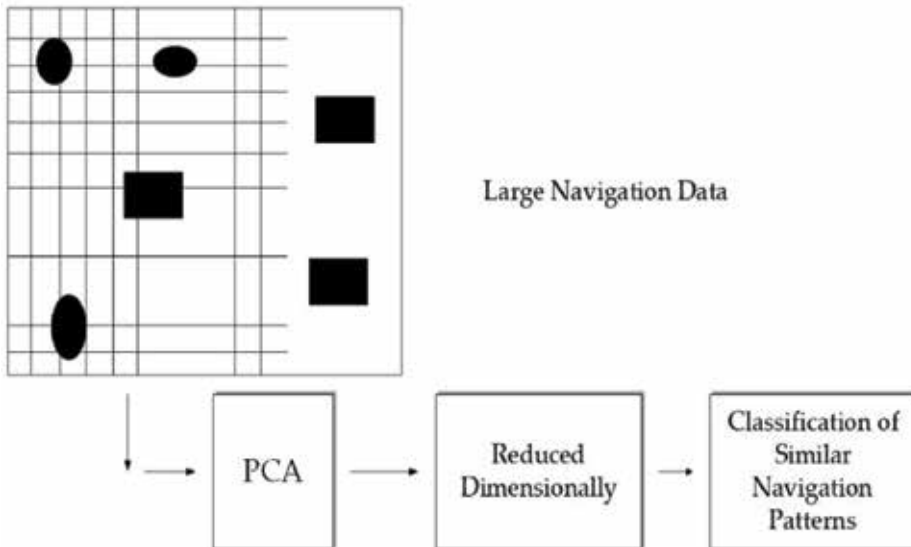 Large Navigation Data
PCA
Reduced
Dimensionally
Classification of
Similar
Navigation
Patterns